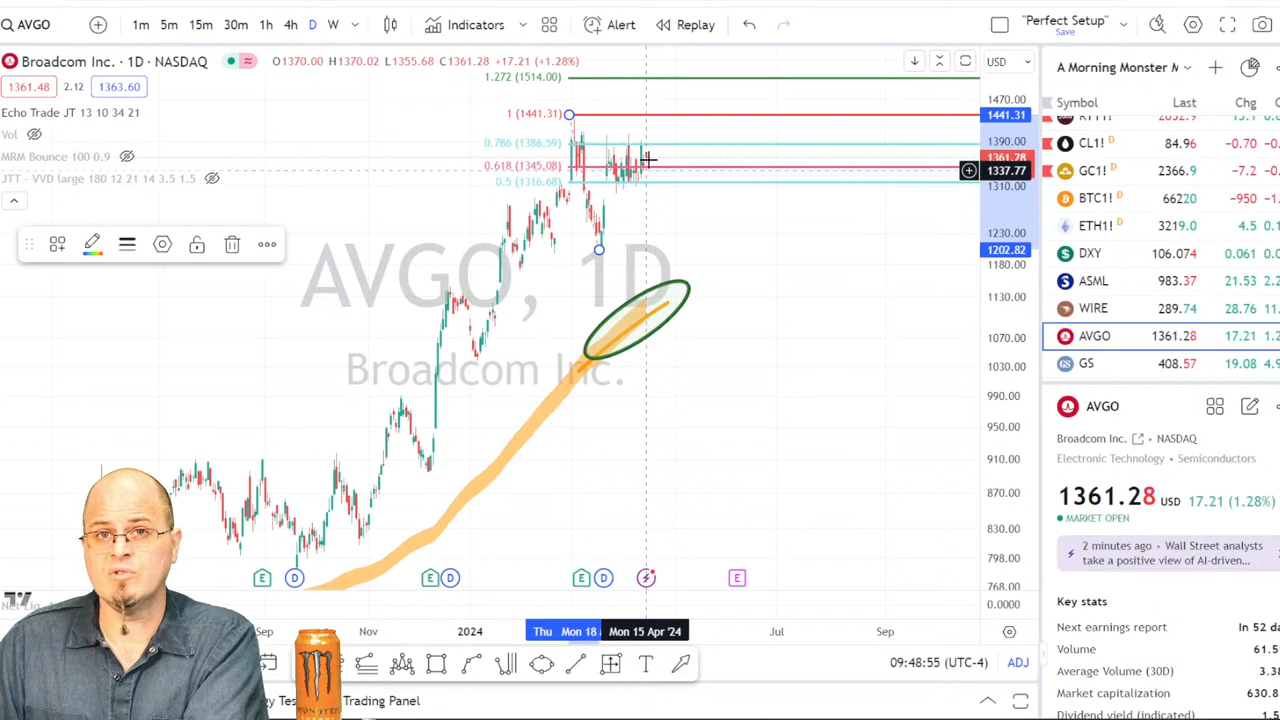 AVGO 1m 5m 15m 30m 1h 4h D W Indicators Alert Replay "Perfect Setup" Save
Broadcom Inc. · 1D · NASDAQ O1370.00 H1370.02 L1355.68 C1361.28 +17.21 (+1.28%)
1361.48 2.12 1363.60
Echo Trade JT 13 10 34 21
Vol
MRM Bounce 100 0.9
JTT - VVD large 180 12 21 14 3.5 1.5
1.272 (1514.00)
1 (1441.31)
0.786 (1386.59)
0.618 (1345.08)
0.5 (1316.68)
AVGO, 1D
Broadcom Inc.
USD
1470.00
1441.31
1390.00
1361.28
1337.77
1310.00
1233.00
1202.82
1180.00
1130.00
1070.00
1030.00
990.00
950.00
910.00
870.00
830.00
798.00
768.00
0.0000
E D E D E D E
Sep Nov 2024 Thu Mon 18 Mon 15 Apr '24 Jul Sep
T
09:48:55 (UTC-4) ADJ
Trading Panel
MONSTER
A Morning Monster M
Symbol Last Chg
CL1! D 84.96 -0.70
GC1! D 2366.9 -7.2
BTC1! D 66220 -950
ETH1! D 3219.0 4.5
DXY 106.074 0.061
ASML 983.37 21.53
WIRE 289.74 28.76
AVGO 1361.28 17.21
GS 408.57 19.08
AVGO
Broadcom Inc. NASDAQ
Electronic Technology • Semiconductors
1361.28 USD 17.21 (1.28%)
MARKET OPEN
2 minutes ago • Wall Street analysts
take a positive view of AI-driven...
Key stats
Next earnings report In 52 d
Volume 61.5
Average Volume (30D) 3.38
Market capitalization 630.8
Dividend yield (indicated) 1.5